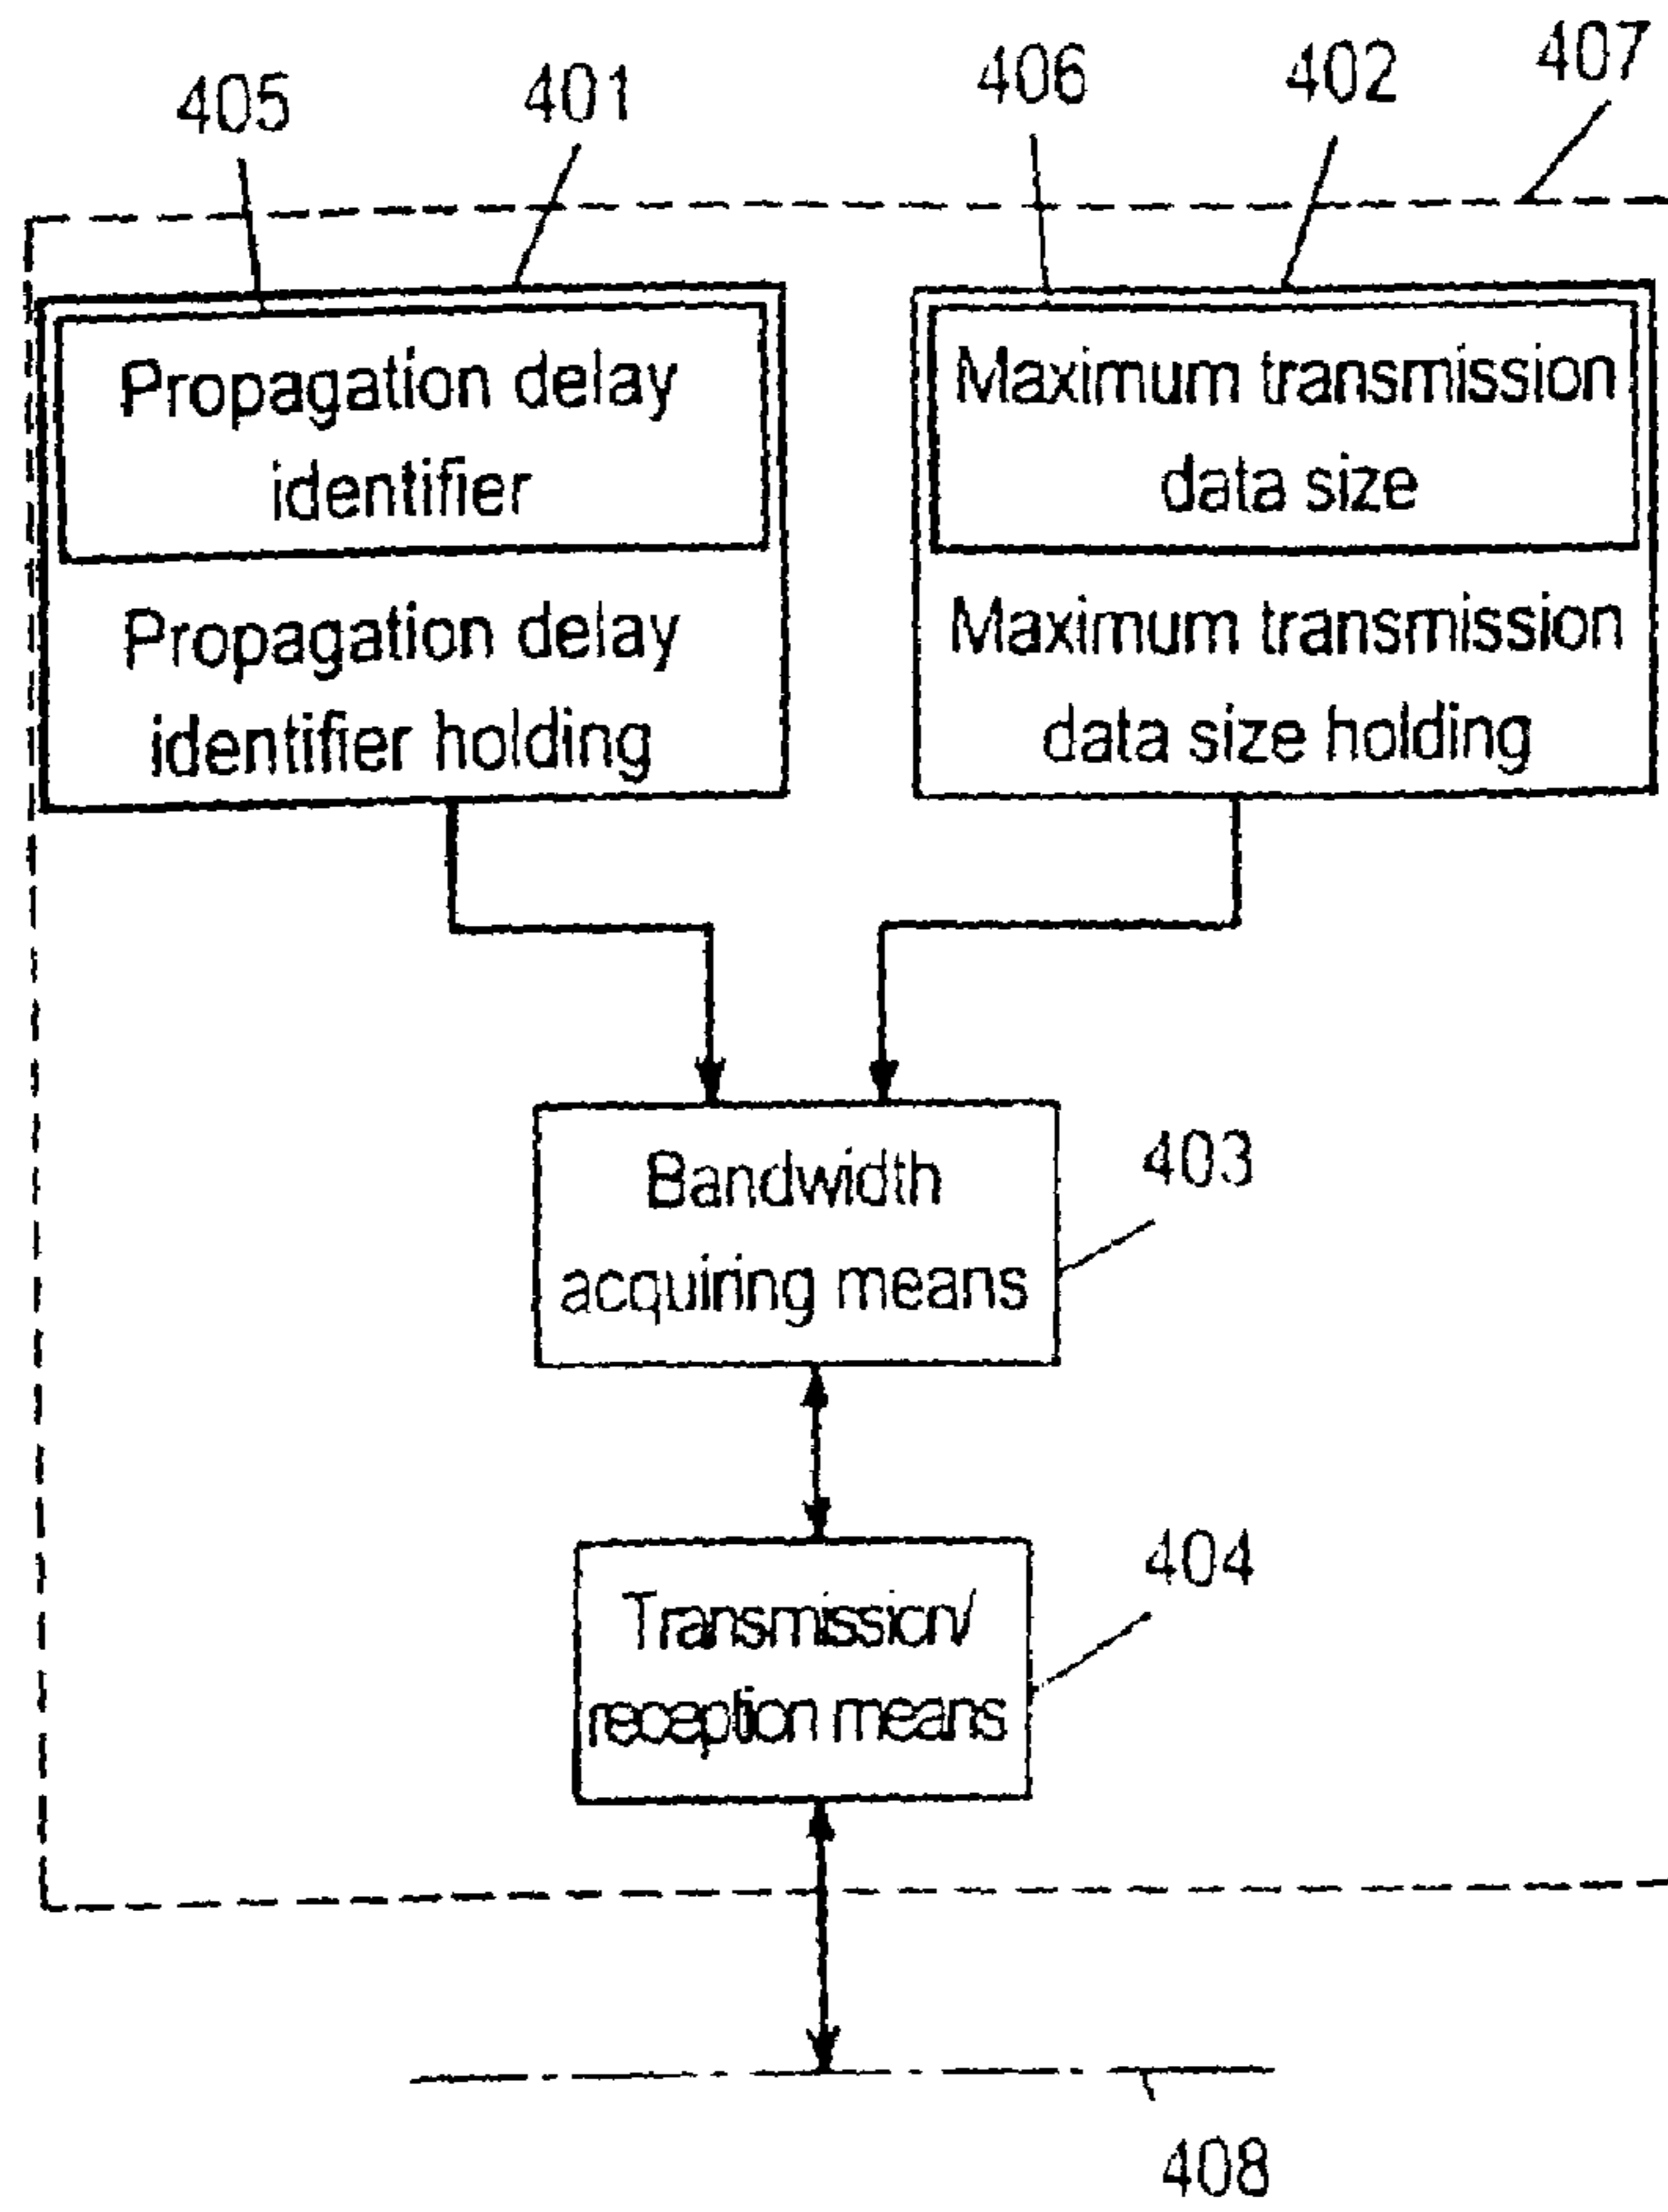 405
401
406
402
407
Propagation delay
identifier
Propagation delay
identifier holding
Maximum transmission
data size
Maximum transmission
data size holding
Bandwidth
acquiring means
403
Transmission/
reception means
404
408